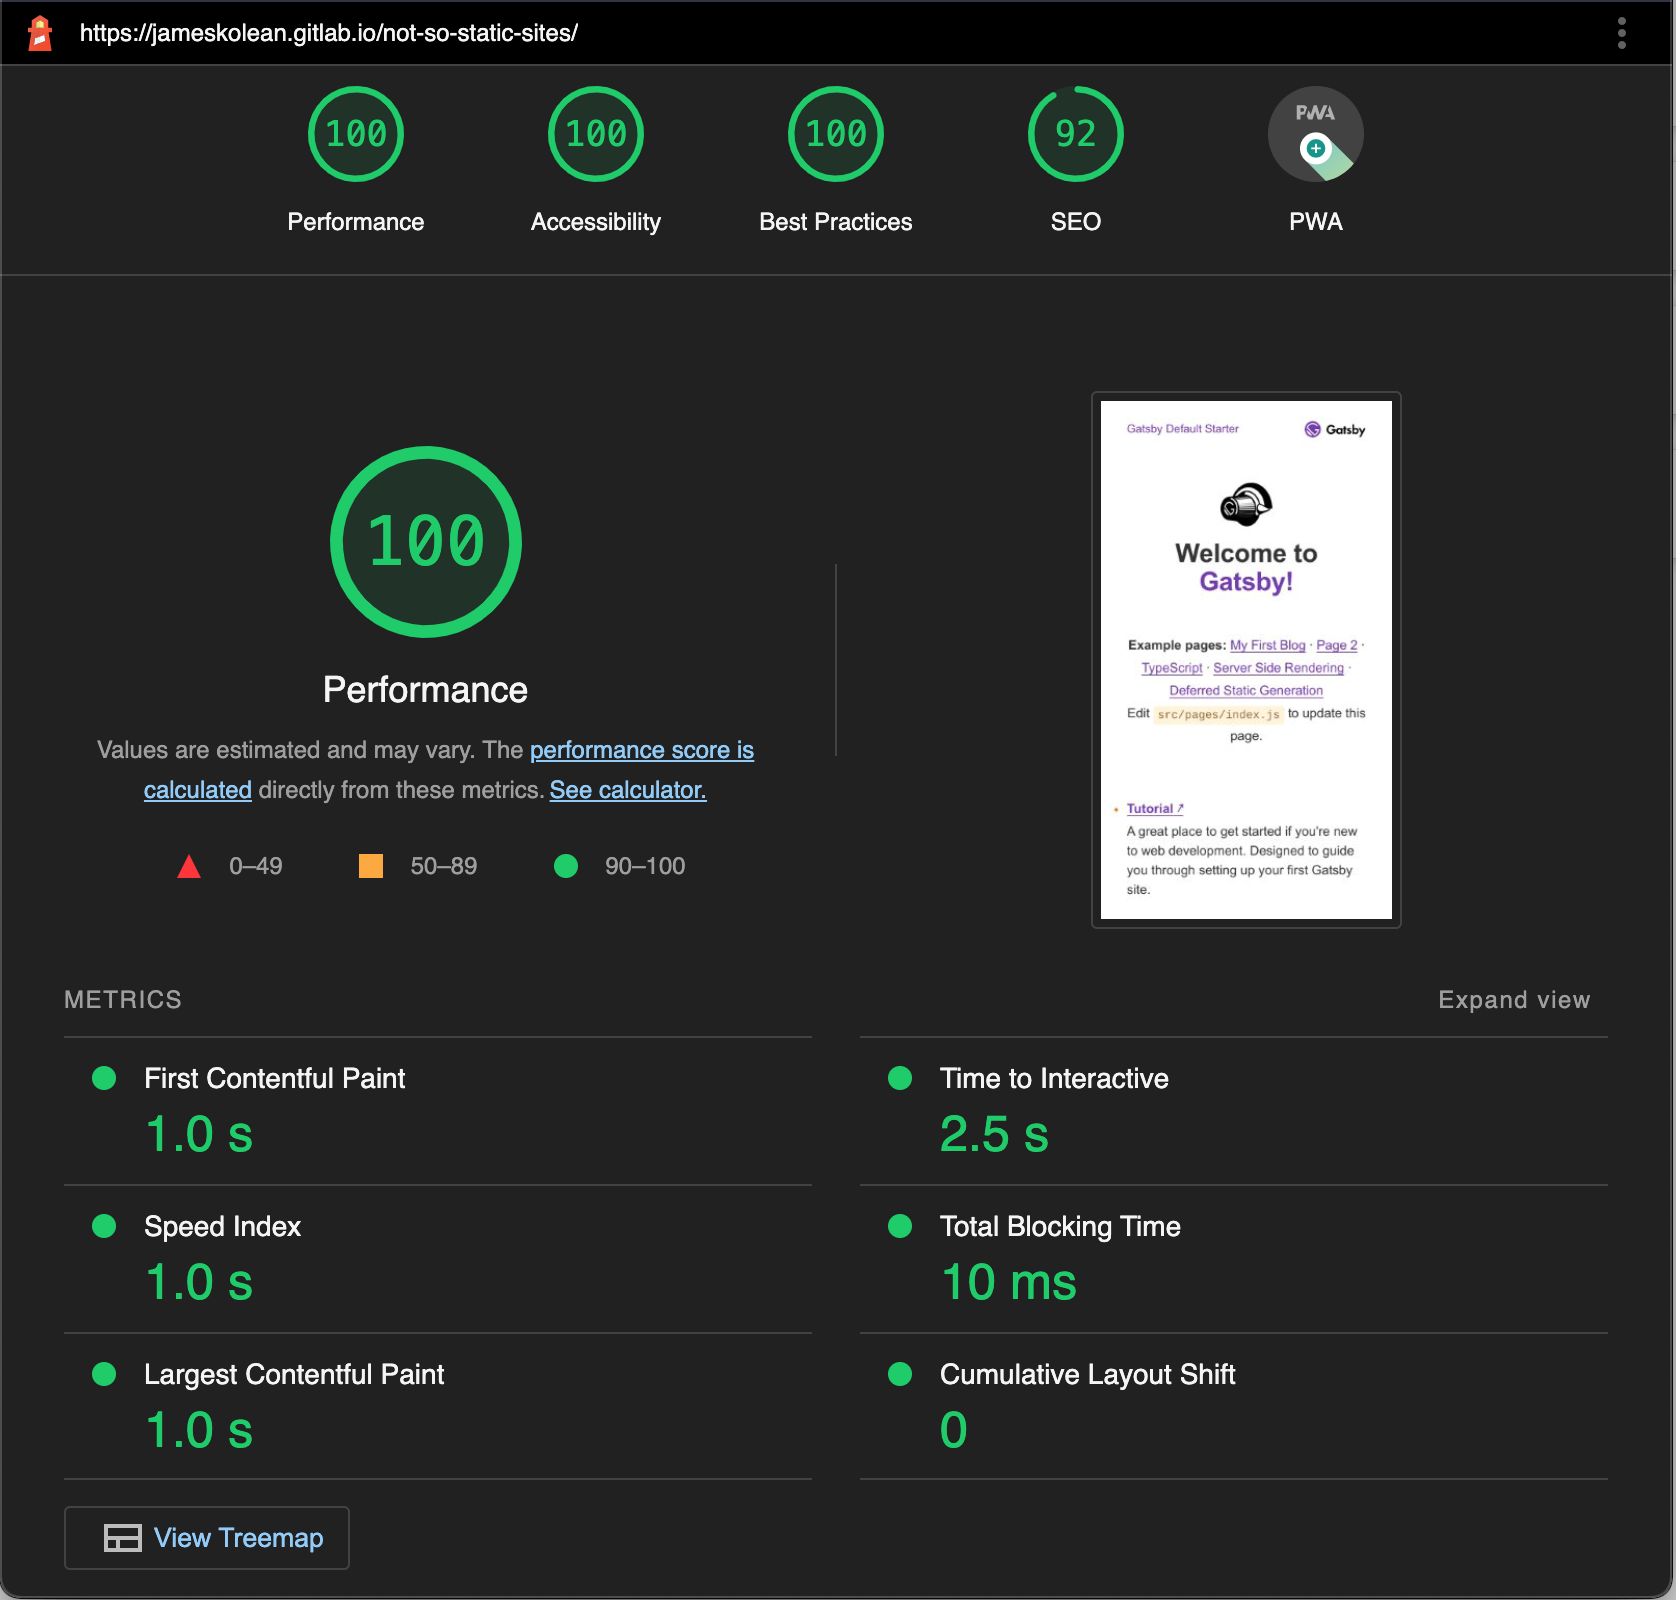 https://jameskolean.gitlab.io/not-so-static-sites/
100
100
100
92
PWA
Performance
Accessibility
Best Practices
SEO
PWA
100
Performance
Values are estimated and may vary. The performance score is
calculated directly from these metrics. See calculator.
0–49
50–89
90–100
Gatsby Default Starter
Gatsby
Welcome to
Gatsby!
Example pages: My First Blog · Page 2 ·
TypeScript · Server Side Rendering ·
Deferred Static Generation
Edit src/pages/index.js to update this
page.
Tutorial ↗
A great place to get started if you're new
to web development. Designed to guide
you through setting up your first Gatsby
site.
METRICS
Expand view
First Contentful Paint
1.0 s
Time to Interactive
2.5 s
Speed Index
1.0 s
Total Blocking Time
10 ms
Largest Contentful Paint
1.0 s
Cumulative Layout Shift
0
View Treemap